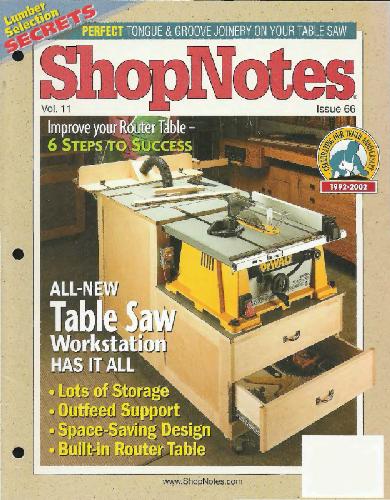 Lumber
Selection
SECRETS
PERFECT TONGUE & GROOVE JOINERY ON YOUR TABLE SAW
ShopNotes
Vol. 11
Issue 66
Improve your Router Table –
6 STEPS TO SUCCESS
1992-2002
DEWALT
ALL-NEW
Table Saw
Workstation
HAS IT ALL
• Lots of Storage
• Outfeed Support
• Space-Saving Design
• Built-in Router Table
www.ShopNotes.com